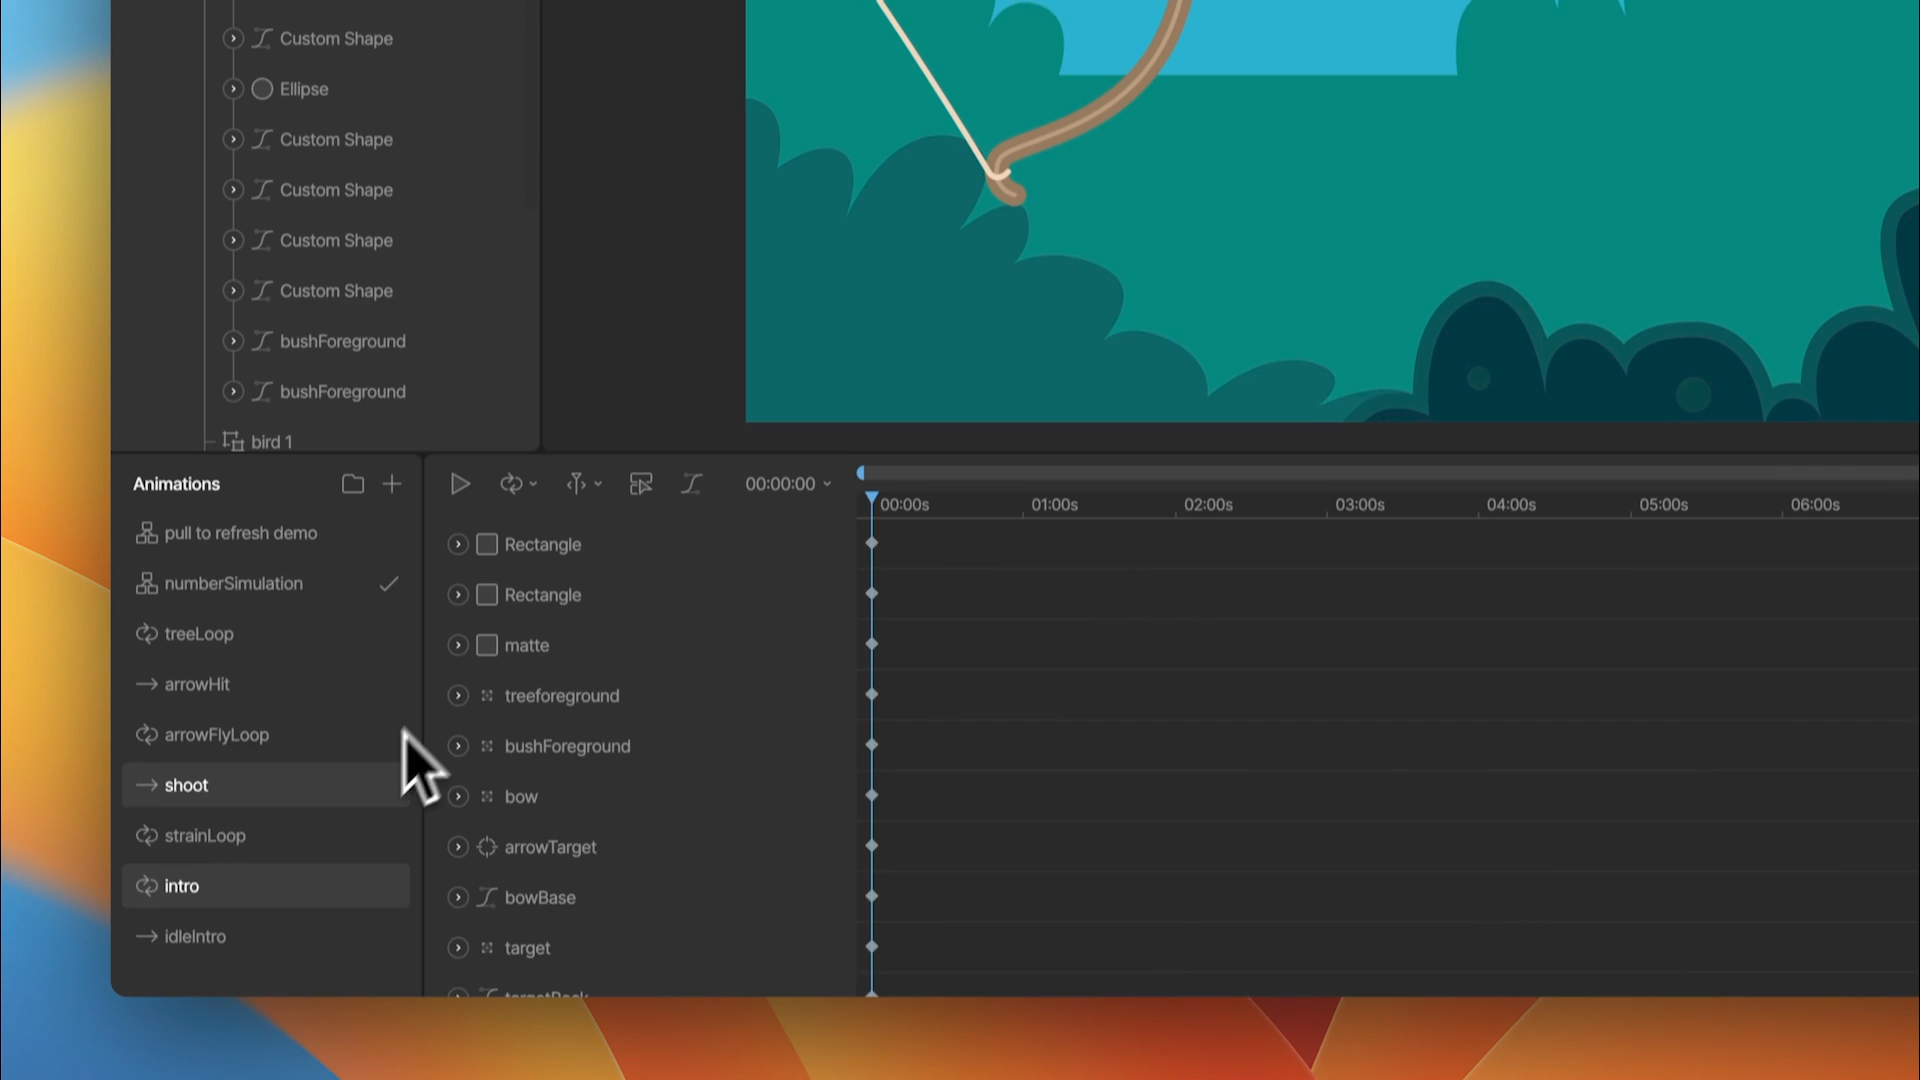 Custom Shape
Ellipse
Custom Shape
Custom Shape
Custom Shape
Custom Shape
bushForeground
bushForeground
bird 1
Animations
pull to refresh demo
numberSimulation
treeLoop
arrowHit
arrowFlyLoop
shoot
strainLoop
intro
idleIntro
00:00:00
00:00s 01:00s 02:00s 03:00s 04:00s 05:00s 06:00s
Rectangle
Rectangle
matte
treeforeground
bushForeground
bow
arrowTarget
bowBase
target